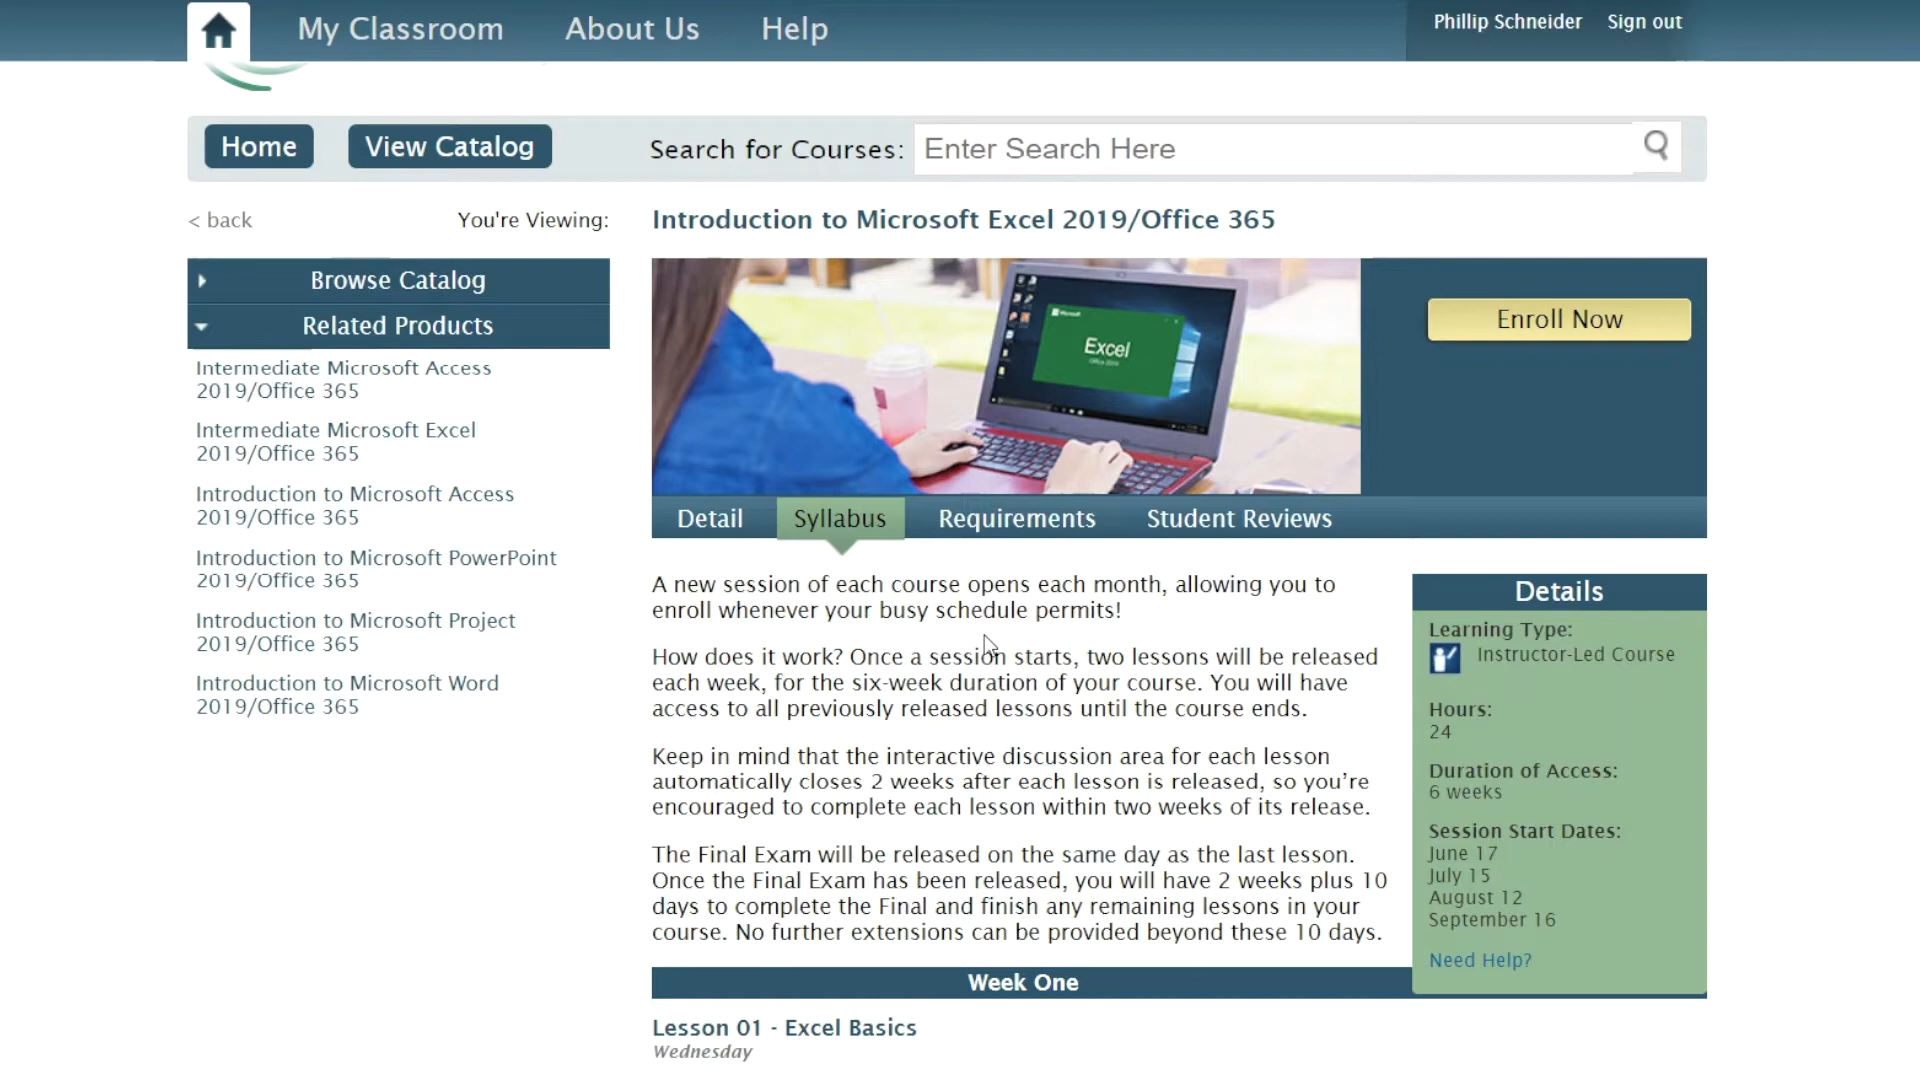 My Classroom About Us Help
Phillip Schneider Sign out
Home View Catalog Search for Courses: Enter Search Here
< back You're Viewing: Introduction to Microsoft Excel 2019/Office 365
Browse Catalog
Related Products
Intermediate Microsoft Access
2019/Office 365
Intermediate Microsoft Excel
2019/Office 365
Introduction to Microsoft Access
2019/Office 365
Introduction to Microsoft PowerPoint
2019/Office 365
Introduction to Microsoft Project
2019/Office 365
Introduction to Microsoft Word
2019/Office 365
Microsoft
Excel
Office 2019
Enroll Now
Detail Syllabus Requirements Student Reviews
A new session of each course opens each month, allowing you to
enroll whenever your busy schedule permits!
How does it work? Once a session starts, two lessons will be released
each week, for the six-week duration of your course. You will have
access to all previously released lessons until the course ends.
Keep in mind that the interactive discussion area for each lesson
automatically closes 2 weeks after each lesson is released, so you’re
encouraged to complete each lesson within two weeks of its release.
The Final Exam will be released on the same day as the last lesson.
Once the Final Exam has been released, you will have 2 weeks plus 10
days to complete the Final and finish any remaining lessons in your
course. No further extensions can be provided beyond these 10 days.
Details
Learning Type:
Instructor-Led Course
Hours:
24
Duration of Access:
6 weeks
Session Start Dates:
June 17
July 15
August 12
September 16
Need Help?
Week One
Lesson 01 - Excel Basics
Wednesday